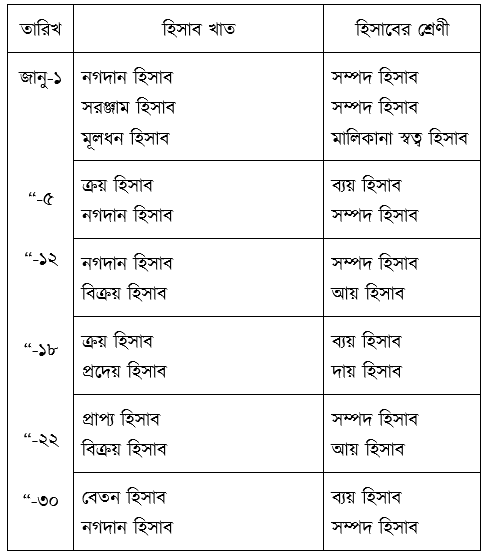 তারিখ হিসাব খাত হিসাবের শ্রেণী
জানু-১ নগদান হিসাব সম্পদ হিসাব
সরঞ্জাম হিসাব সম্পদ হিসাব
মূলধন হিসাব মালিকানা স্বত্ব হিসাব
“-৫ ক্রয় হিসাব ব্যয় হিসাব
নগদান হিসাব সম্পদ হিসাব
“-১২ নগদান হিসাব সম্পদ হিসাব
বিক্রয় হিসাব আয় হিসাব
“-১৮ ক্রয় হিসাব ব্যয় হিসাব
প্রদেয় হিসাব দায় হিসাব
“-২২ প্রাপ্য হিসাব সম্পদ হিসাব
বিক্রয় হিসাব আয় হিসাব
“-৩০ বেতন হিসাব ব্যয় হিসাব
নগদান হিসাব সম্পদ হিসাব